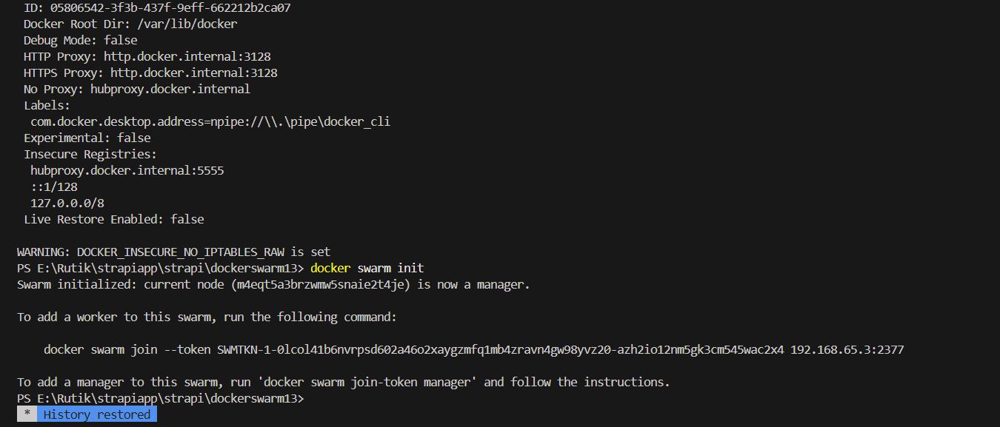 ID: 05806542-3f3b-437f-9eff-662212b2ca07
Docker Root Dir: /var/lib/docker
Debug Mode: false
HTTP Proxy: http.docker.internal:3128
HTTPS Proxy: http.docker.internal:3128
No Proxy: hubproxy.docker.internal
Labels:
com.docker.desktop.address=npipe://\\.\pipe\docker_cli
Experimental: false
Insecure Registries:
hubproxy.docker.internal:5555
::1/128
127.0.0.0/8
Live Restore Enabled: false
WARNING: DOCKER_INSECURE_NO_IPTABLES_RAW is set
PS E:\Rutik\strapiapp\strapi\dockerswarm13> docker swarm init
Swarm initialized: current node (m4eqt5a3brzwmw5snaie2t4je) is now a manager.
To add a worker to this swarm, run the following command:
docker swarm join --token SWMTKN-1-0lcol41b6nvrpsd602a46o2xaygzmfq1mb4zravn4gw98yvz20-azh2io12nm5gk3cm545wac2x4 192.168.65.3:2377
To add a manager to this swarm, run 'docker swarm join-token manager' and follow the instructions.
PS E:\Rutik\strapiapp\strapi\dockerswarm13>
* History restored